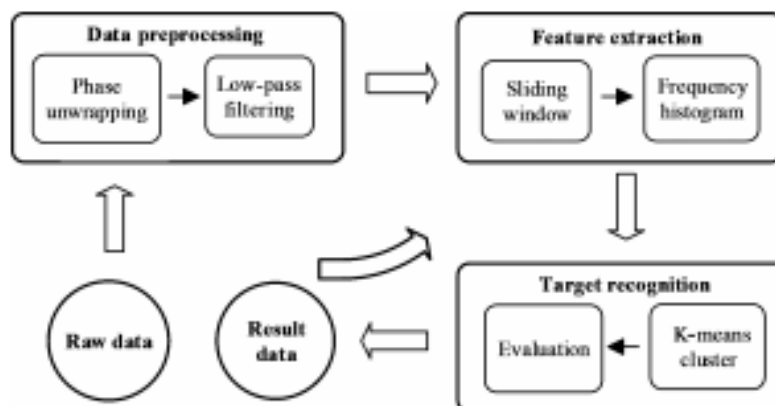 Data preprocessing
Phase
unwrapping
Low-pass
filtering
Feature extraction
Sliding
window
Frequency
histogram
Raw data
Result
data
Target recognition
Evaluation
K-means
cluster